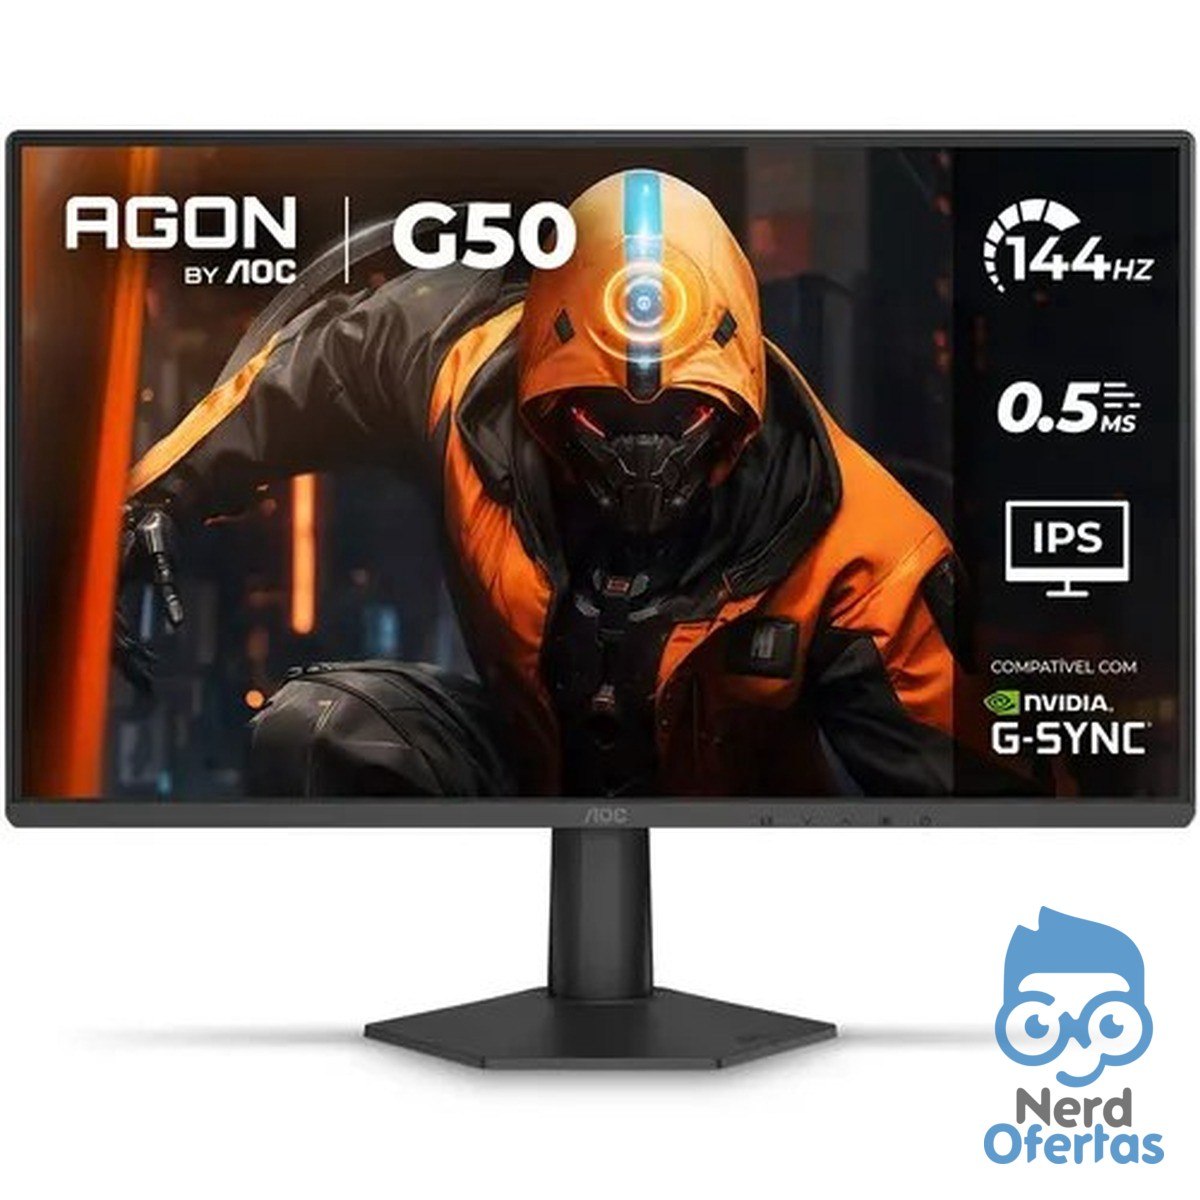 AGON
BY AOC
G50
144HZ
0.5MS
IPS
COMPATÍVEL COM
NVIDIA.
G-SYNC
AOC
Nerd
Ofertas